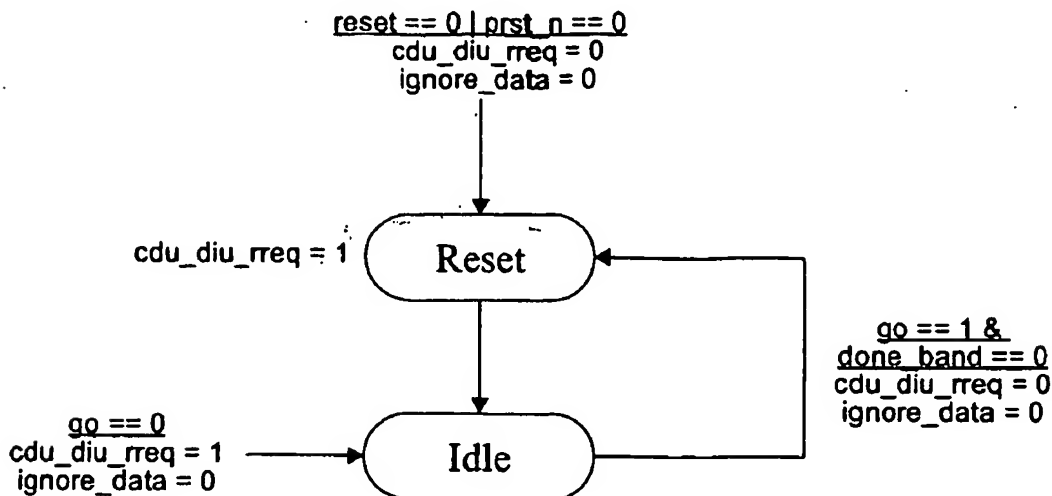 reset == 0 | prst_n == 0
cdu_diu_rreq = 0
ignore_data = 0
cdu_diu_rreq = 1
Reset
go == 1 &
done_band == 0
cdu_diu_rreq = 0
ignore_data = 0
go == 0
cdu_diu_rreq = 1
ignore_data = 0
Idle